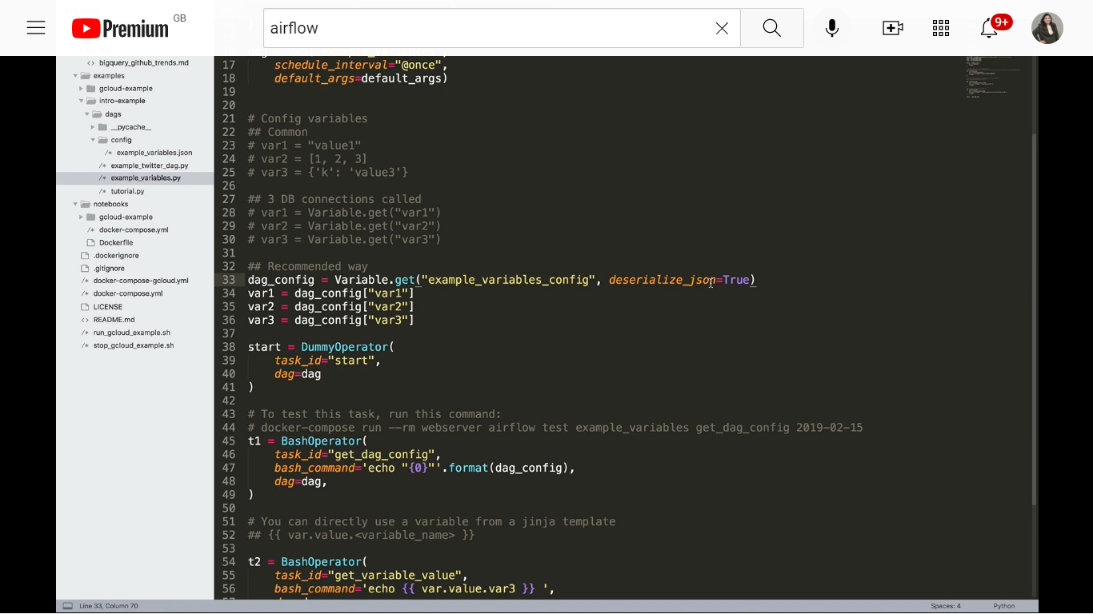 Premium GB
airflow
9+
bigquery_github_trends.md
examples
gcloud-example
intro-example
dags
__pycache__
config
/* example_variables.json
/* example_twitter_dag.py
/* example_variables.py
/* tutorial.py
notebooks
gcloud-example
/* docker-compose.yml
Dockerfile
.dockerignore
.gitignore
/* docker-compose-gcloud.yml
/* docker-compose.yml
LICENSE
README.md
/* run_gcloud_example.sh
/* stop_gcloud_example.sh
17 schedule_interval="@once",
18 default_args=default_args)
19
20
21 # Config variables
22 ## Common
23 # var1 = "value1"
24 # var2 = [1, 2, 3]
25 # var3 = {'k': 'value3'}
26
27 ## 3 DB connections called
28 # var1 = Variable.get("var1")
29 # var2 = Variable.get("var2")
30 # var3 = Variable.get("var3")
31
32 ## Recommended way
33 dag_config = Variable.get("example_variables_config", deserialize_json=True)
34 var1 = dag_config["var1"]
35 var2 = dag_config["var2"]
36 var3 = dag_config["var3"]
37
38 start = DummyOperator(
39 task_id="start",
40 dag=dag
41 )
42
43 # To test this task, run this command:
44 # docker-compose run --rm webserver airflow test example_variables get_dag_config 2019-02-15
45 t1 = BashOperator(
46 task_id="get_dag_config",
47 bash_command='echo "{0}"'.format(dag_config),
48 dag=dag,
49 )
50
51 # You can directly use a variable from a jinja template
52 ## {{ var.value.<variable_name> }}
53
54 t2 = BashOperator(
55 task_id="get_variable_value",
56 bash_command='echo {{ var.value.var3 }} ',
Line 33, Column 70
Spaces: 4
Python